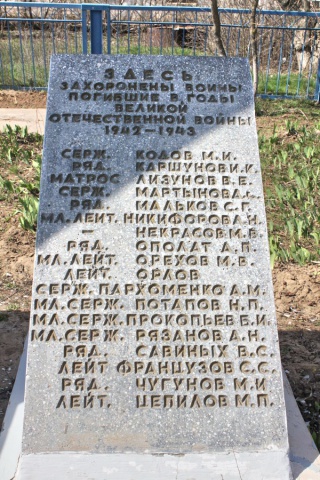 ЗДЕСЬ
ЗАХОРОНЕНЫ ВОИНЫ
ПОГИБШИЕ В ГОДЫ
ВЕЛИКОЙ
ОТЕЧЕСТВЕННОЙ ВОЙНЫ
1942-1943
СЕРЖ. КОДОВ М.И.
РЯД. КАРШУНОВ И.К.
МАТРОС МИЗУНОВ В.Е.
СЕРЖ. МАРТЫНОВ А.С.
РЯД. МАЛЬКОВ С.Г.
МЛ.ЛЕЙТ. НИКИФОРОВ А.Н.
— НЕКРАСОВ М.В.
РЯД. ОПОЛАТ А.П.
МЛ.ЛЕЙТ. ОРЕХОВ М.В.
ЛЕЙТ. ОРЛОВ
СЕРЖ. ПАРХОМЕНКО А.М.
МЛ.СЕРЖ. ПОТАПОВ Н.П.
МЛ.СЕРЖ. ПРОКОПЬЕВ Б.И.
МЛ.СЕРЖ. РЯЗАНОВ А.Н.
РЯД. САВИНЫХ В.С.
ЛЕЙТ ФРАНЦУЗОВ С.С.
РЯД. ЧУГУНОВ М.И
ЛЕЙТ. ЦЕПИЛОВ М.П.